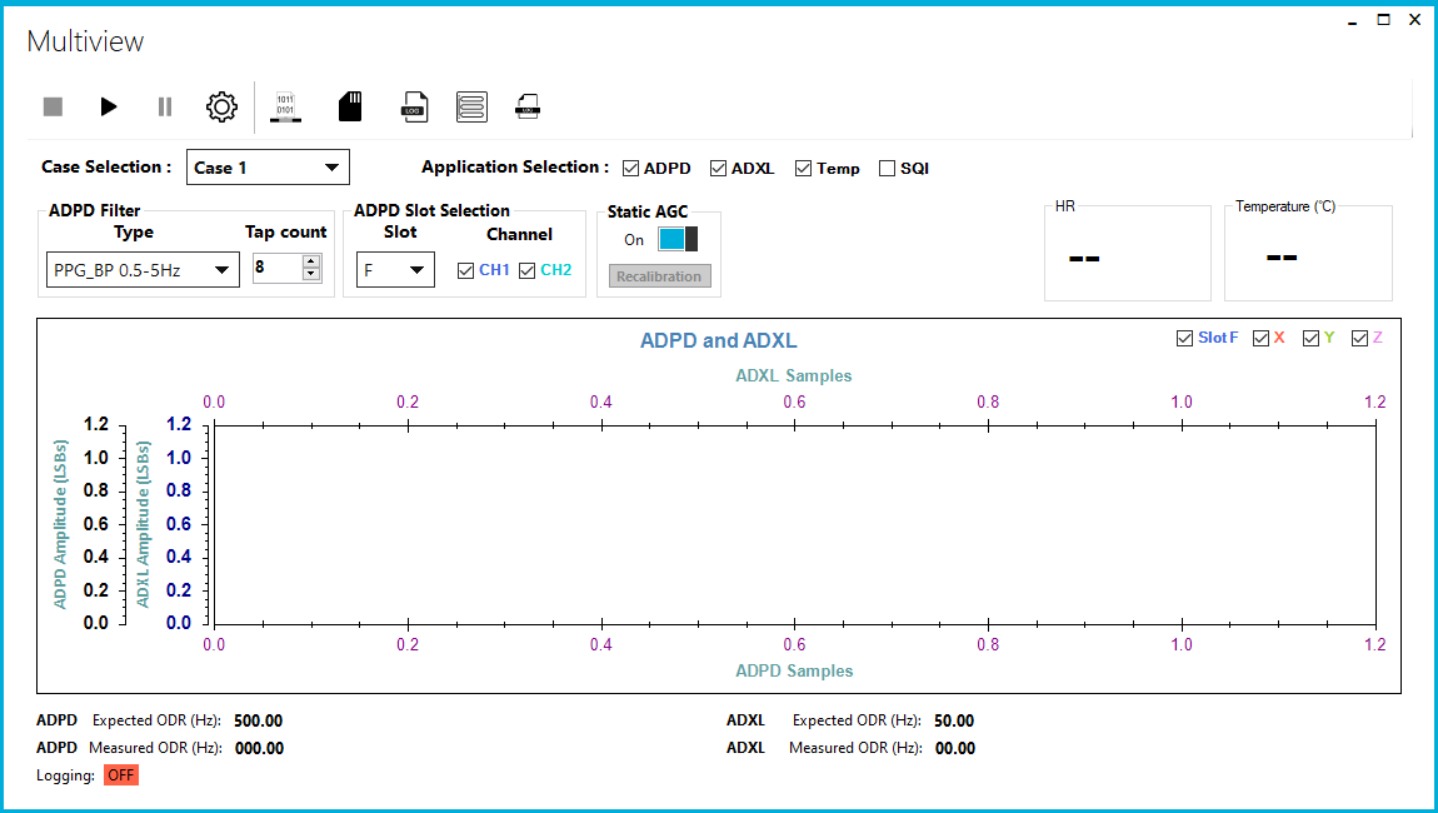 Multiview
1011
0101
LOG
Case Selection : Case 1 Application Selection : ADPD ADXL Temp SQI
ADPD Filter ADPD Slot Selection Static AGC HR Temperature (°C)
Type Tap count Slot Channel On
PPG_BP 0.5-5Hz 8 F CH1 CH2 Recalibration -- --
ADPD and ADXL Slot F X Y Z
ADXL Samples
0.0 0.2 0.4 0.6 0.8 1.0 1.2
ADPD Amplitude (LSBs)
1.2
1.0
0.8
0.6
0.4
0.2
0.0
ADXL Amplitude (LSBs)
1.2
1.0
0.8
0.6
0.4
0.2
0.0
0.0 0.2 0.4 0.6 0.8 1.0 1.2
ADPD Samples
ADPD Expected ODR (Hz): 500.00 ADXL Expected ODR (Hz): 50.00
ADPD Measured ODR (Hz): 000.00 ADXL Measured ODR (Hz): 00.00
Logging: OFF